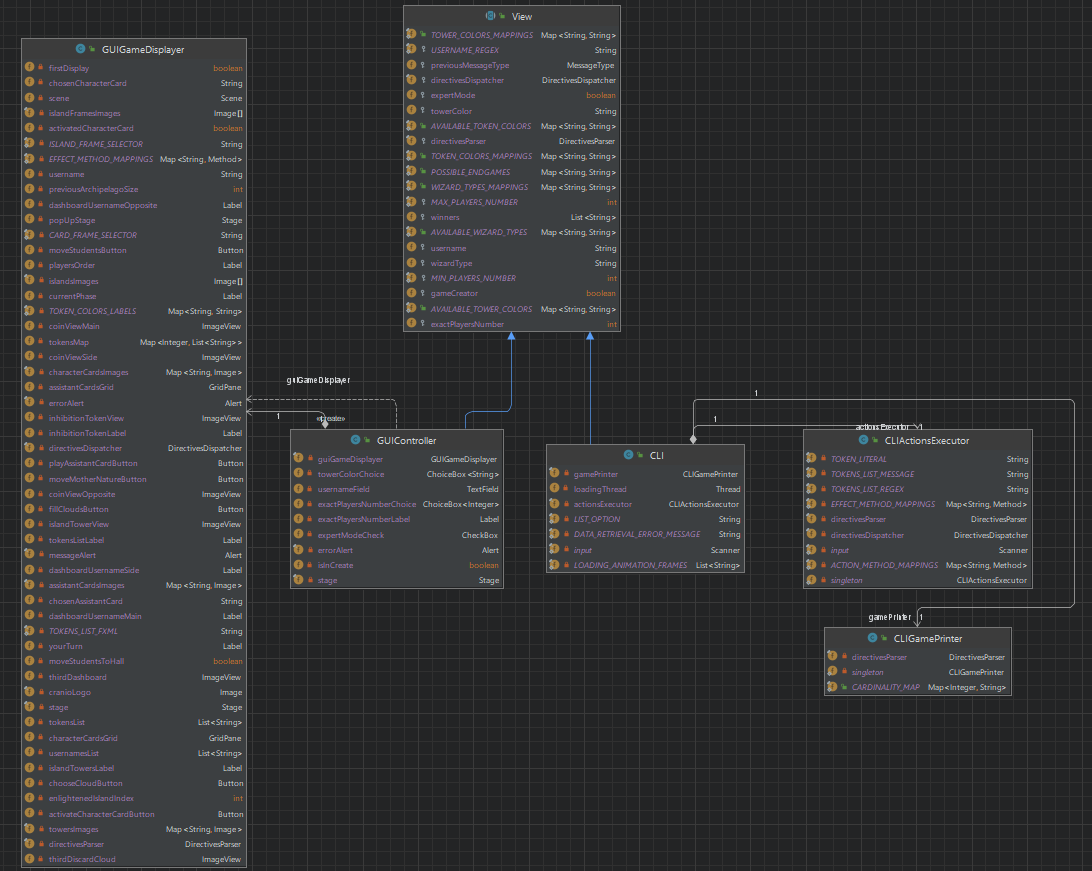 View
TOWER_COLORS_MAPPINGS Map<String, String>
USERNAME_REGEX String
previousMessageType MessageType
directivesDispatcher DirectivesDispatcher
expertMode boolean
towerColor String
AVAILABLE_TOKEN_COLORS Map<String, String>
directivesParser DirectivesParser
TOKEN_COLORS_MAPPINGS Map<String, String>
POSSIBLE_ENDGAMES Map<String, String>
WIZARD_TYPES_MAPPINGS Map<String, String>
MAX_PLAYERS_NUMBER int
winners List<String>
AVAILABLE_WIZARD_TYPES Map<String, String>
username String
wizardType String
MIN_PLAYERS_NUMBER int
gameCreator boolean
AVAILABLE_TOWER_COLORS Map<String, String>
exactPlayersNumber int
GUIGameDisplayer
firstDisplay boolean
chosenCharacterCard String
scene Scene
islandFramesImages Image[]
activatedCharacterCard boolean
ISLAND_FRAME_SELECTOR String
EFFECT_METHOD_MAPPINGS Map<String, Method>
username String
previousArchipelagoSize int
dashboardUsernameOpposite Label
popUpStage Stage
CARD_FRAME_SELECTOR String
moveStudentsButton Button
playersOrder Label
islandsImages Image[]
currentPhase Label
TOKEN_COLORS_LABELS Map<String, String>
coinViewMain ImageView
tokensMap Map<Integer, List<String>>
coinViewSide ImageView
characterCardsImages Map<String, Image>
assistantCardsGrid GridPane
errorAlert Alert
inhibitionTokenView ImageView
inhibitionTokenLabel Label
directivesDispatcher DirectivesDispatcher
playAssistantCardButton Button
moveMotherNatureButton Button
coinViewOpposite ImageView
fillCloudsButton Button
islandTowerView ImageView
tokensListLabel Label
messageAlert Alert
dashboardUsernameSide Label
assistantCardsImages Map<String, Image>
chosenAssistantCard String
dashboardUsernameMain Label
TOKENS_LIST_FXML String
yourTurn Label
moveStudentsToHall boolean
thirdDashboard ImageView
cranioLogo Image
stage Stage
tokensList List<String>
characterCardsGrid GridPane
usernamesList List<String>
islandTowersLabel Label
chooseCloudButton Button
enlightenedIslandIndex int
activateCharacterCardButton Button
towersImages Map<String, Image>
directivesParser DirectivesParser
thirdDiscardCloud ImageView
guiGameDisplayer
1
«create»
GUIController
guiGameDisplayer GUIGameDisplayer
towerColorChoice ChoiceBox<String>
usernameField TextField
exactPlayersNumberChoice ChoiceBox<Integer>
exactPlayersNumberLabel Label
expertModeCheck CheckBox
errorAlert Alert
isInCreate boolean
stage Stage
1
1
CLI
gamePrinter CLIGamePrinter
loadingThread Thread
actionsExecutor CLIActionsExecutor
LIST_OPTION String
DATA_RETRIEVAL_ERROR_MESSAGE String
input Scanner
LOADING_ANIMATION_FRAMES List<String>
actionsExecutor 1
CLIActionsExecutor
TOKEN_LITERAL String
TOKENS_LIST_MESSAGE String
TOKENS_LIST_REGEX String
EFFECT_METHOD_MAPPINGS Map<String, Method>
directivesParser DirectivesParser
directivesDispatcher DirectivesDispatcher
input Scanner
ACTION_METHOD_MAPPINGS Map<String, Method>
singleton CLIActionsExecutor
gamePrinter 1
CLIGamePrinter
directivesParser DirectivesParser
singleton CLIGamePrinter
CARDINALITY_MAP Map<Integer, String>